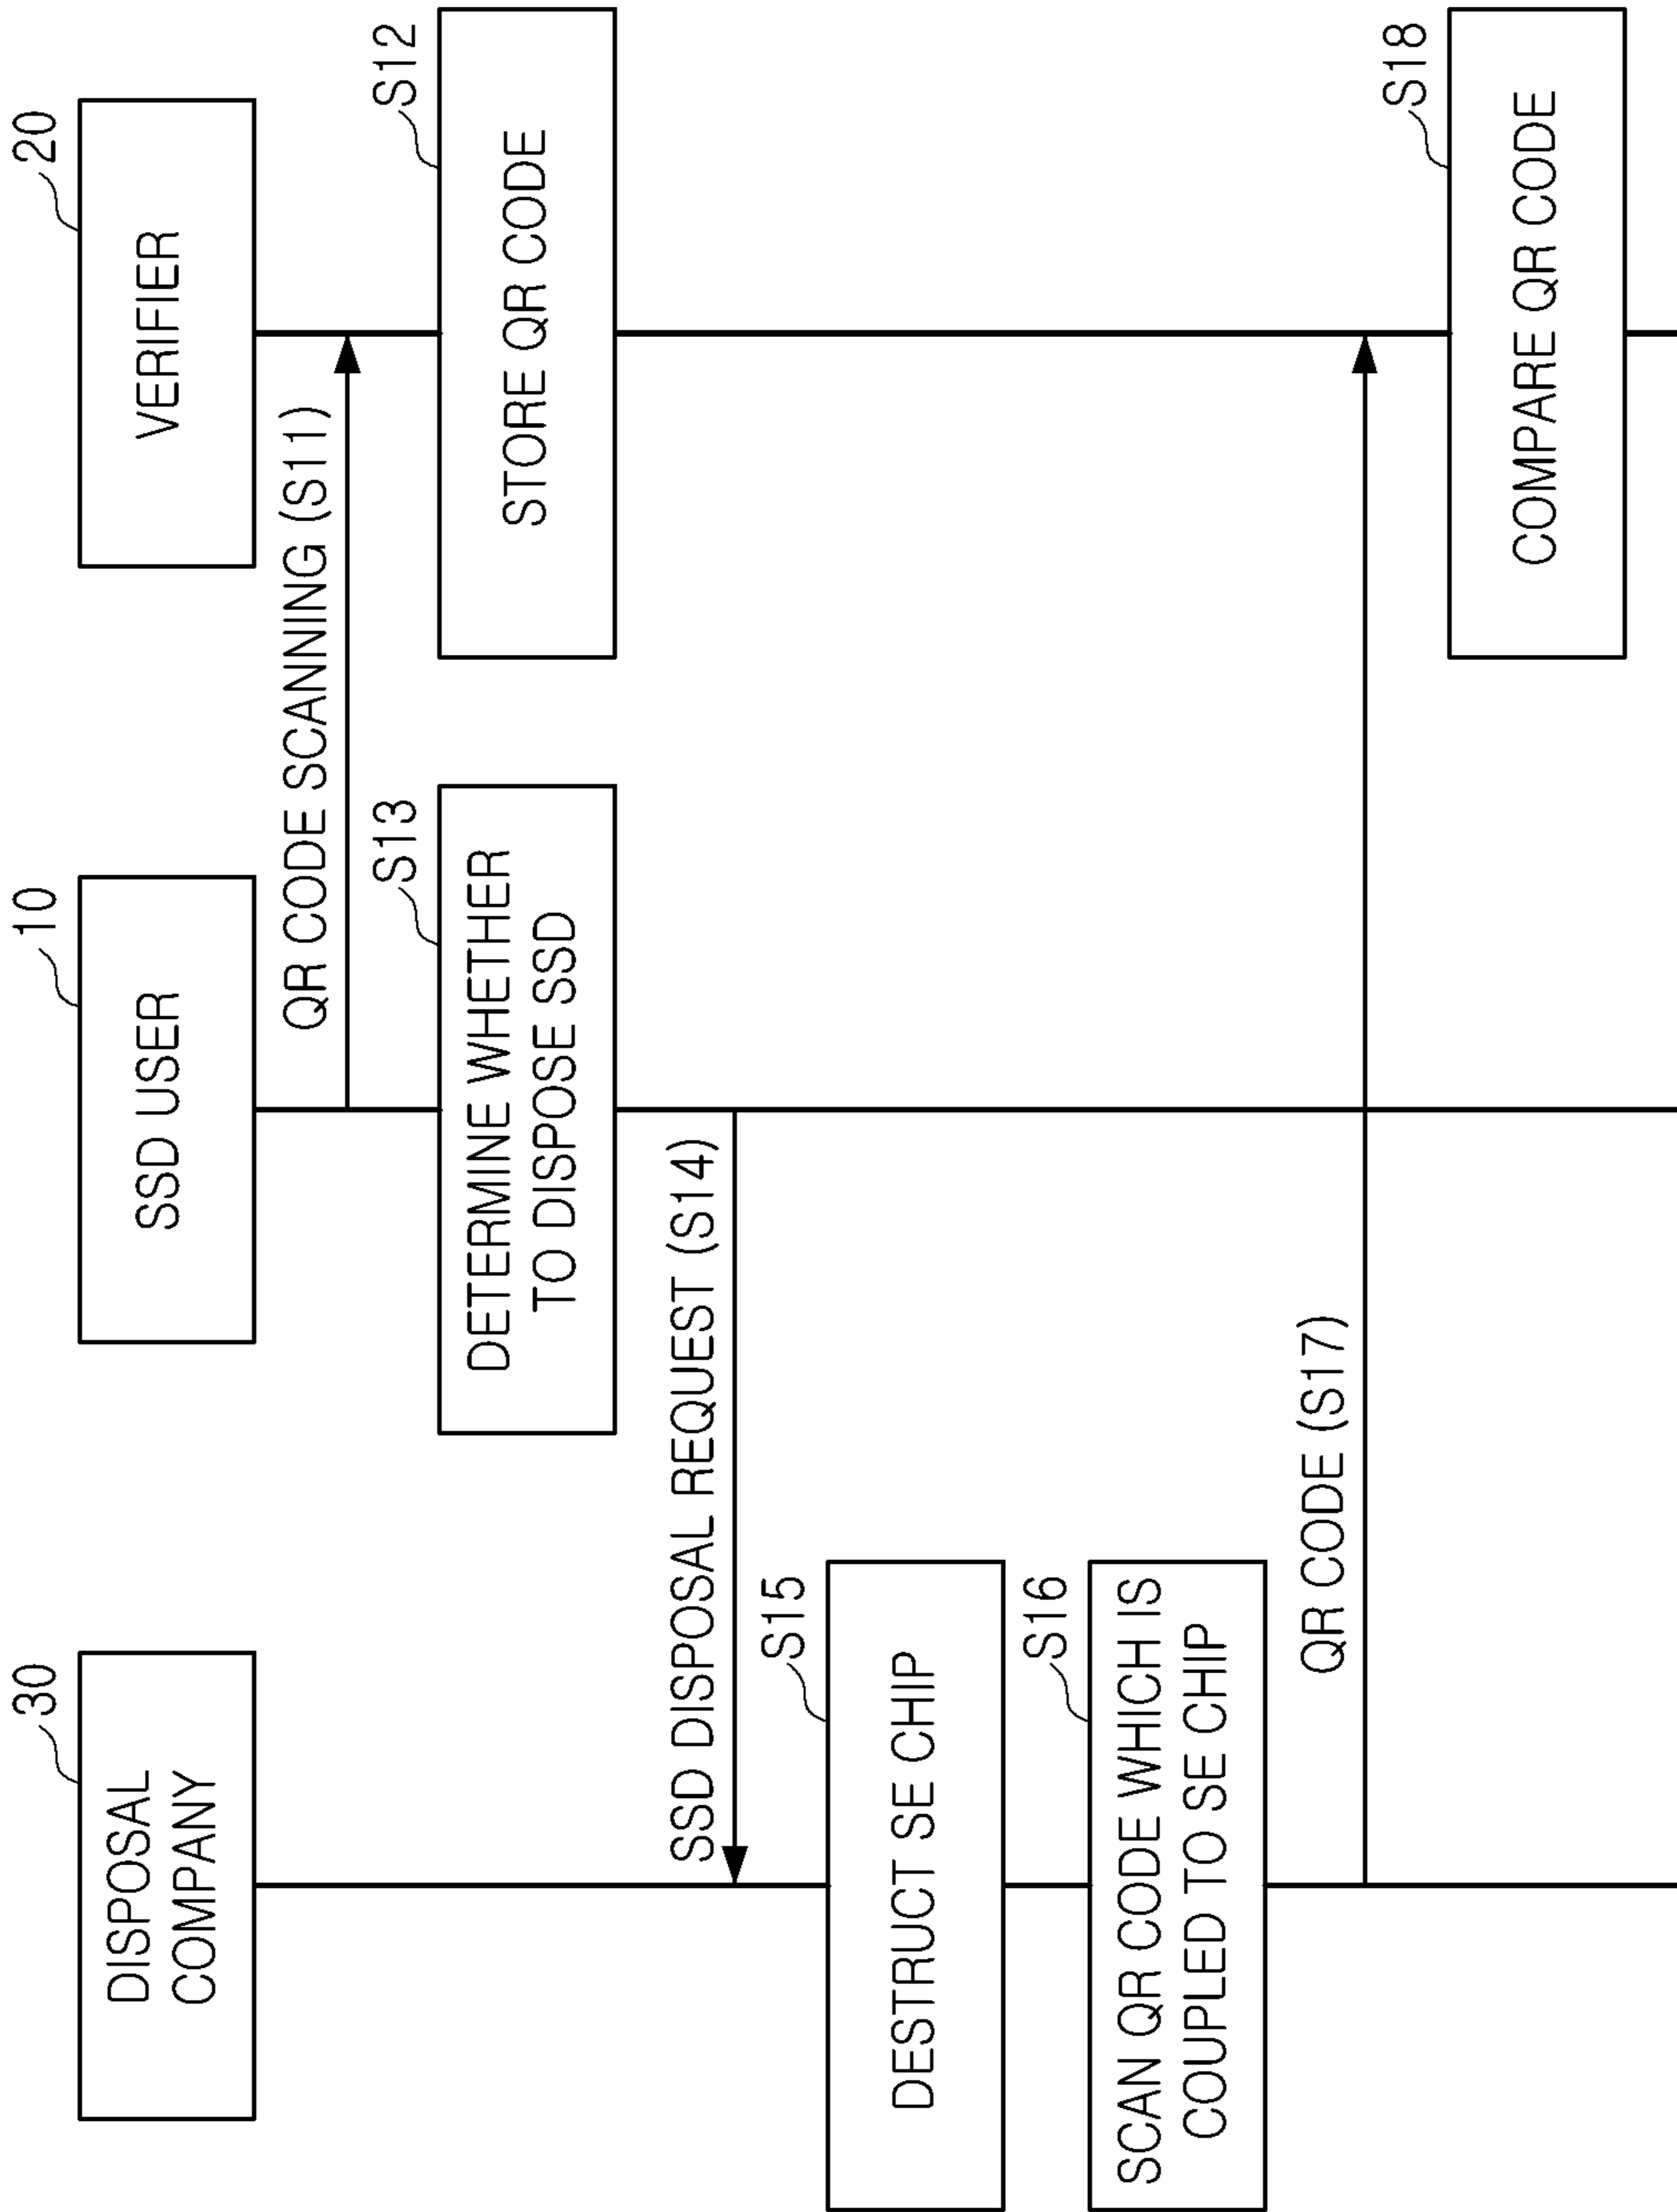 30
DISPOSAL
COMPANY
10
SSD USER
20
VERIFIER
QR CODE SCANNING (S11)
S13
DETERMINE WHETHER
TO DISPOSE SSD
S12
STORE QR CODE
SSD DISPOSAL REQUEST (S14)
S15
DESTRUCT SE CHIP
S16
SCAN QR CODE WHICH IS
COUPLED TO SE CHIP
QR CODE (S17)
S18
COMPARE QR CODE